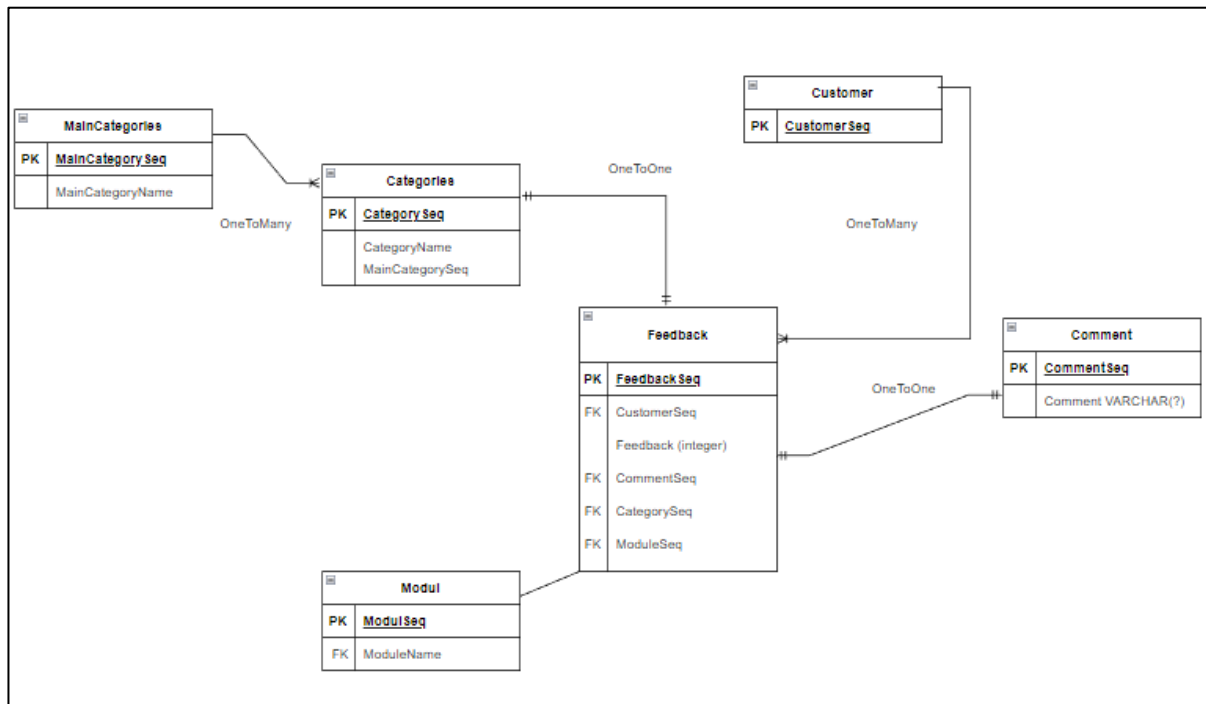 MainCategories
PK MainCategorySeq
MainCategoryName
OneToMany
Categories
PK CategorySeq
CategoryName
MainCategorySeq
OneToOne
Customer
PK CustomerSeq
OneToMany
Feedback
PK FeedbackSeq
FK CustomerSeq
Feedback (integer)
FK CommentSeq
FK CategorySeq
FK ModuleSeq
OneToOne
Comment
PK CommentSeq
Comment VARCHAR(?)
Modul
PK ModulSeq
FK ModuleName